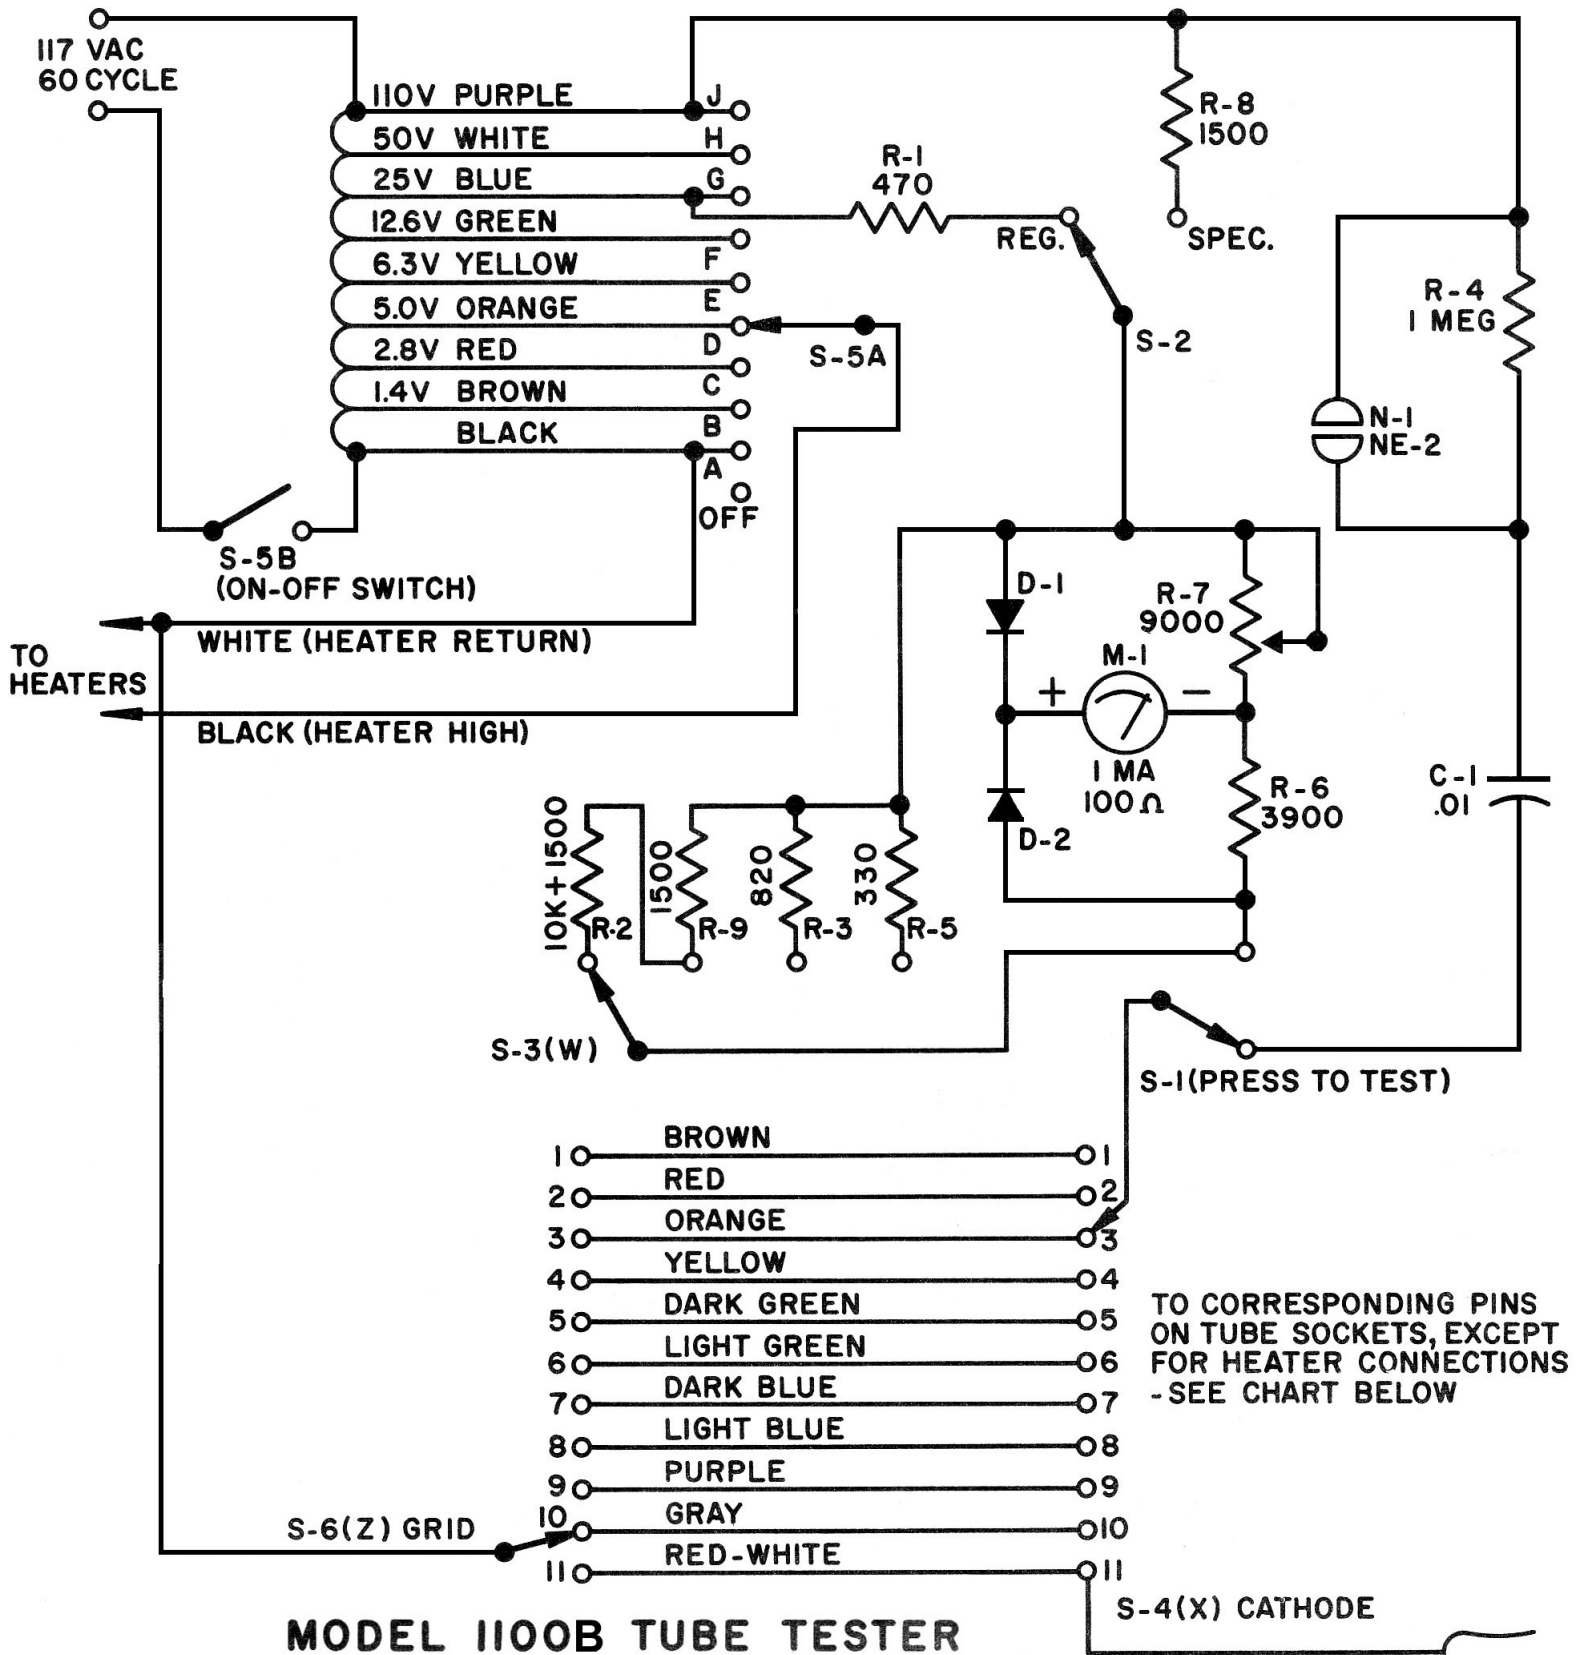 117 VAC
60 CYCLE
110V PURPLE
J
50V WHITE
H
25V BLUE
G
12.6V GREEN
F
6.3V YELLOW
E
5.0V ORANGE
D
2.8V RED
C
1.4V BROWN
B
BLACK
A
OFF
S-5A
R-1
470
REG.
R-8
1500
SPEC.
S-2
R-4
1 MEG
N-1
NE-2
S-5B
(ON-OFF SWITCH)
TO
HEATERS
WHITE (HEATER RETURN)
BLACK (HEATER HIGH)
D-1
R-7
9000
M-1
+
-
1 MA
100Ω
D-2
R-6
3900
C-1
.01
10K+1500
R-2
1500
R-9
820
R-3
330
R-5
S-3(W)
S-1(PRESS TO TEST)
1 BROWN 1
2 RED 2
3 ORANGE 3
4 YELLOW 4
5 DARK GREEN 5
6 LIGHT GREEN 6
7 DARK BLUE 7
8 LIGHT BLUE 8
9 PURPLE 9
10 GRAY 10
11 RED-WHITE 11
TO CORRESPONDING PINS
ON TUBE SOCKETS, EXCEPT
FOR HEATER CONNECTIONS
-SEE CHART BELOW
S-6(Z) GRID
S-4(X) CATHODE
MODEL 1100B TUBE TESTER